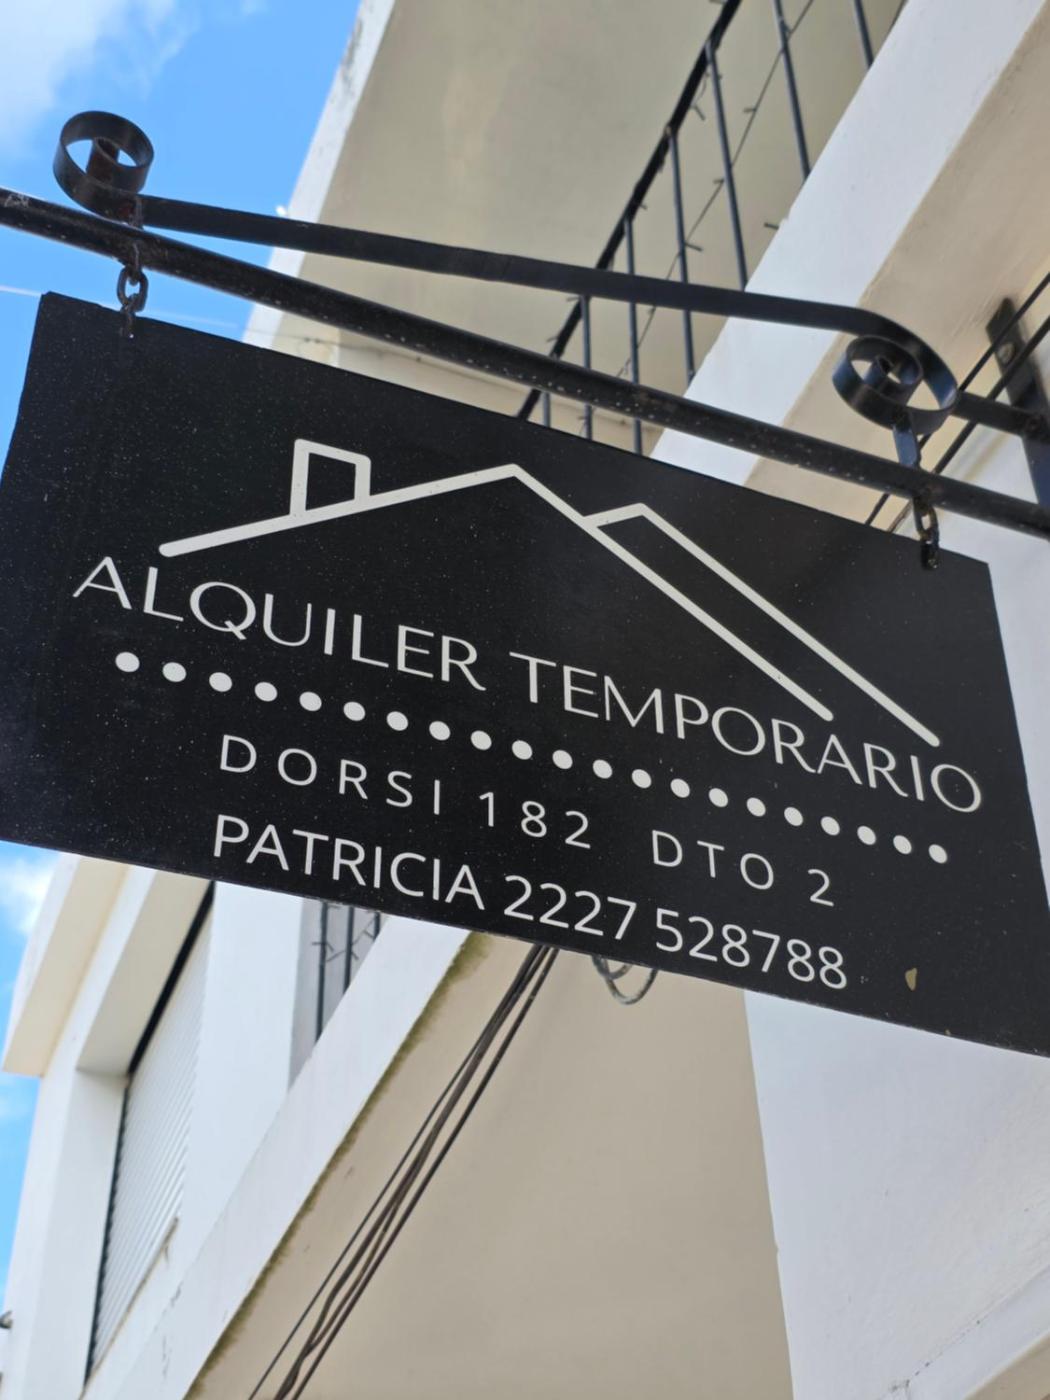 ALQUILER TEMPORARIO
DORSI 182 DTO 2
PATRICIA 2227 528788